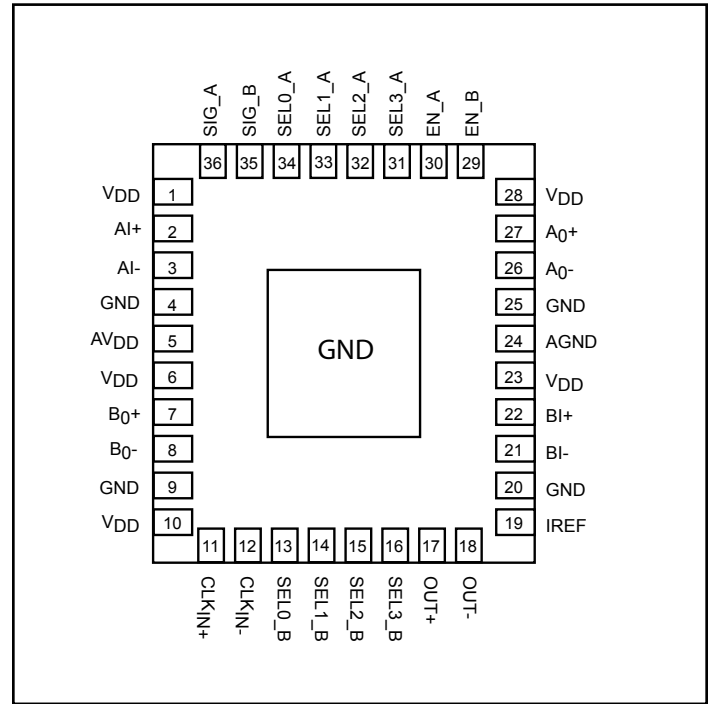 SIG_A
SIG_B
SEL0_A
SEL1_A
SEL2_A
SEL3_A
EN_A
EN_B
36 35 34 33 32 31 30 29
VDD 1
AI+ 2
AI- 3
GND 4
AVDD 5
VDD 6
B0+ 7
B0- 8
GND 9
VDD 10
GND
28 VDD
27 A0+
26 A0-
25 GND
24 AGND
23 VDD
22 BI+
21 BI-
20 GND
19 IREF
11 12 13 14 15 16 17 18
CLKIN+
CLKIN-
SEL0_B
SEL1_B
SEL2_B
SEL3_B
OUT+
OUT-